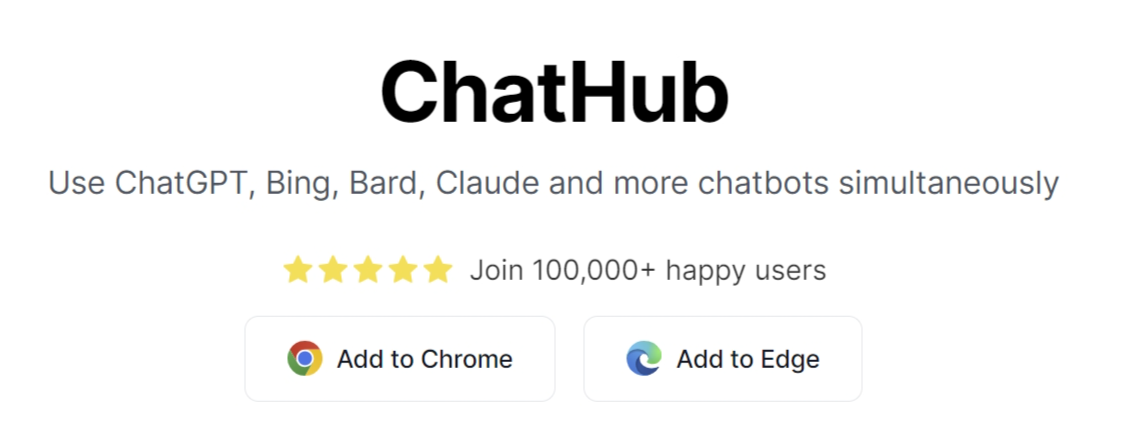 ChatHub
Use ChatGPT, Bing, Bard, Claude and more chatbots simultaneously
Join 100,000+ happy users
Add to Chrome
Add to Edge